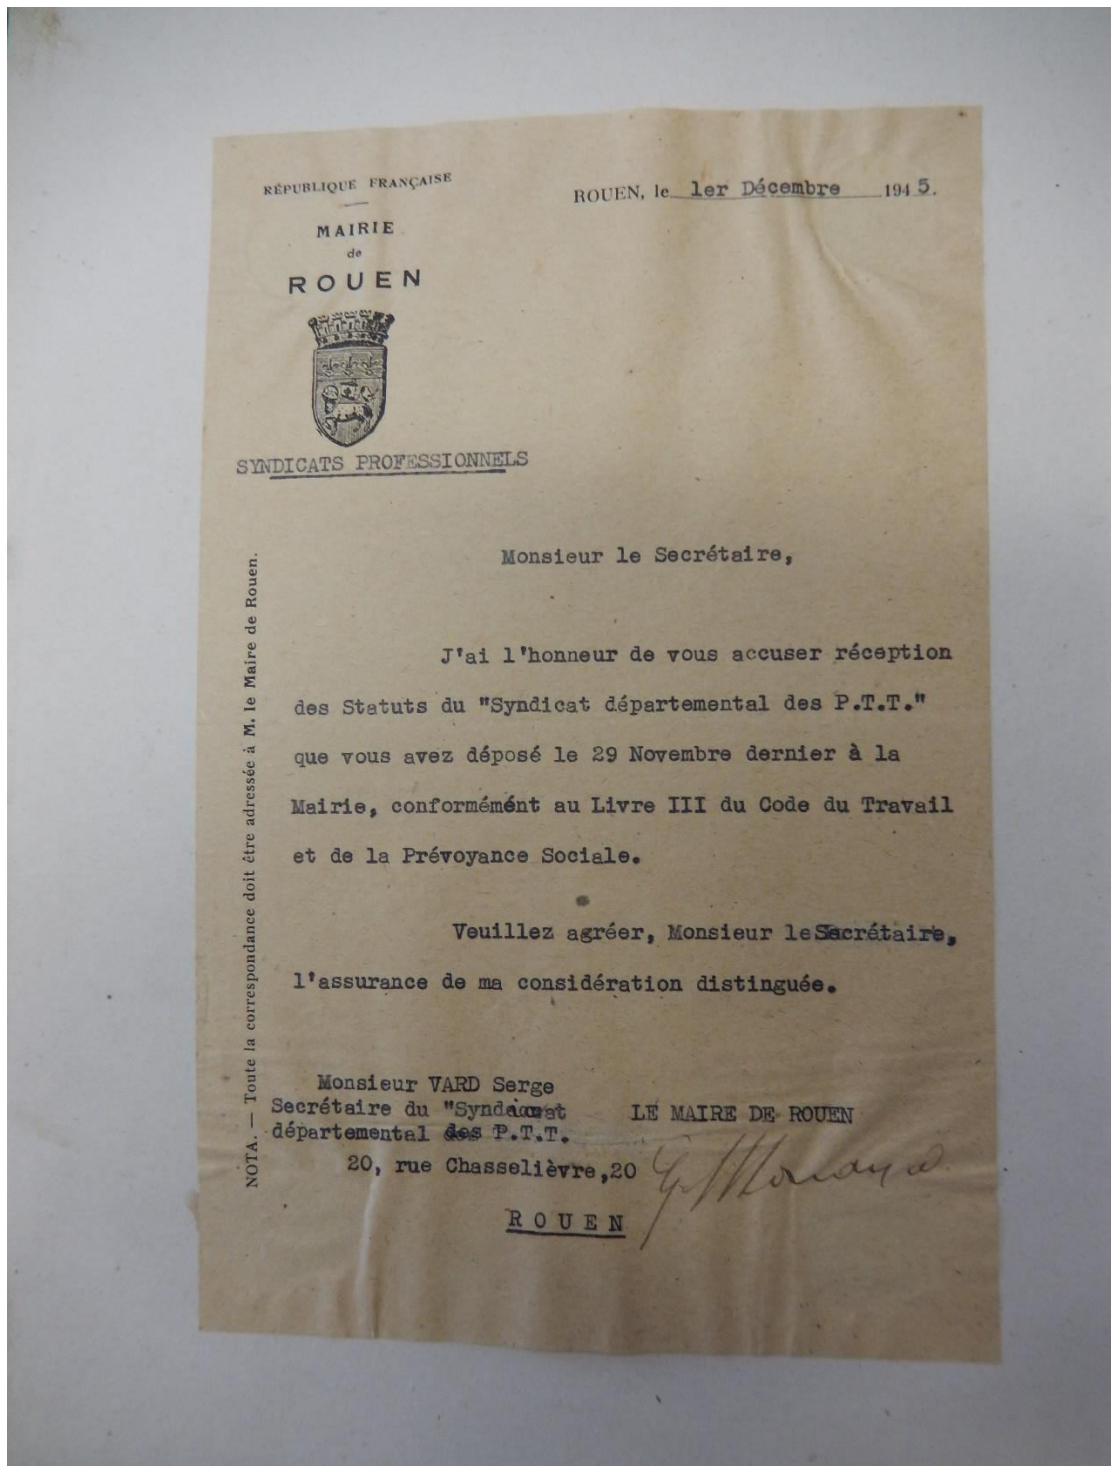 RÉPUBLIQUE FRANÇAISE
MAIRIE
de
ROUEN
ROUEN, le 1er Décembre 1945.
SYNDICATS PROFESSIONNELS
Monsieur le Secrétaire,
J'ai l'honneur de vous accuser réception
des Statuts du "Syndicat départemental des P.T.T."
que vous avez déposé le 29 Novembre dernier à la
Mairie, conformémént au Livre III du Code du Travail
et de la Prévoyance Sociale.
Veuillez agréer, Monsieur le Secrétaire,
l'assurance de ma considération distinguée.
Monsieur VARD Serge
Secrétaire du "Syndicat
départemental des P.T.T.
20, rue Chasselièvre,20
ROUEN
LE MAIRE DE ROUEN
NOTA. — Toute la correspondance doit être adressée à M. le Maire de Rouen.